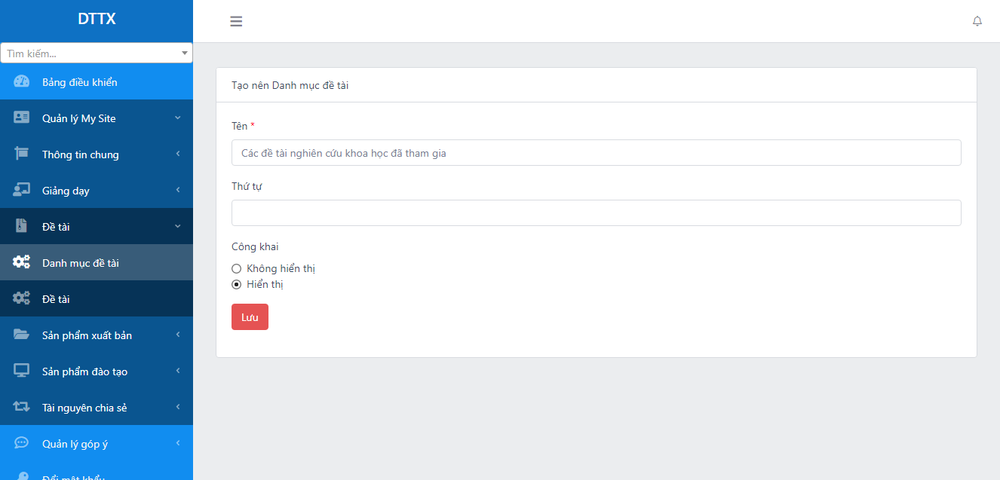 DTTX
Tìm kiếm...
Bảng điều khiển
Quản lý My Site
Thông tin chung
Giảng dạy
Đề tài
Danh mục đề tài
Đề tài
Sản phẩm xuất bản
Sản phẩm đào tạo
Tài nguyên chia sẻ
Quản lý góp ý
Đổi mật khẩu
Tạo nên Danh mục đề tài
Tên *
Các đề tài nghiên cứu khoa học đã tham gia
Thứ tự
Công khai
Không hiển thị
Hiển thị
Lưu